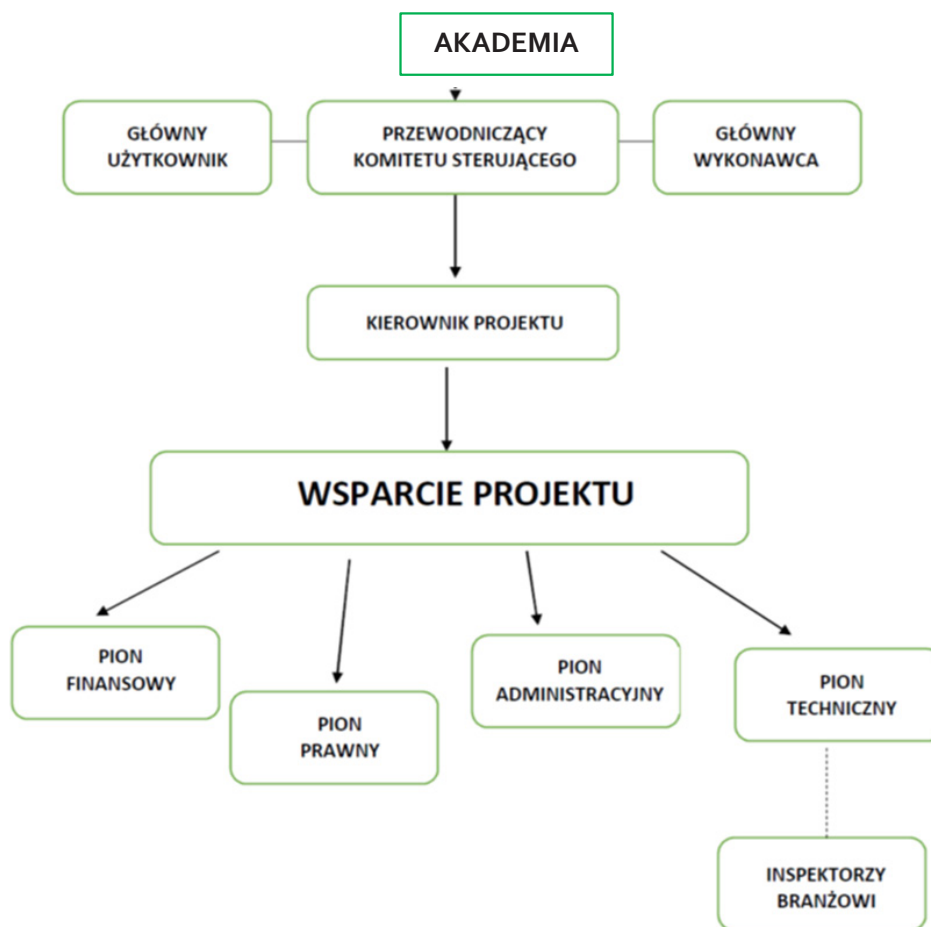 AKADEMIA
GŁÓWNY
UŻYTKOWNIK
PRZEWODNICZĄCY
KOMITETU STERUJĄCEGO
GŁÓWNY
WYKONAWCA
KIEROWNIK PROJEKTU
WSPARCIE PROJEKTU
PION
FINANSOWY
PION
PRAWNY
PION
ADMINISTRACYJNY
PION
TECHNICZNY
INSPEKTORZY
BRANŻOWI